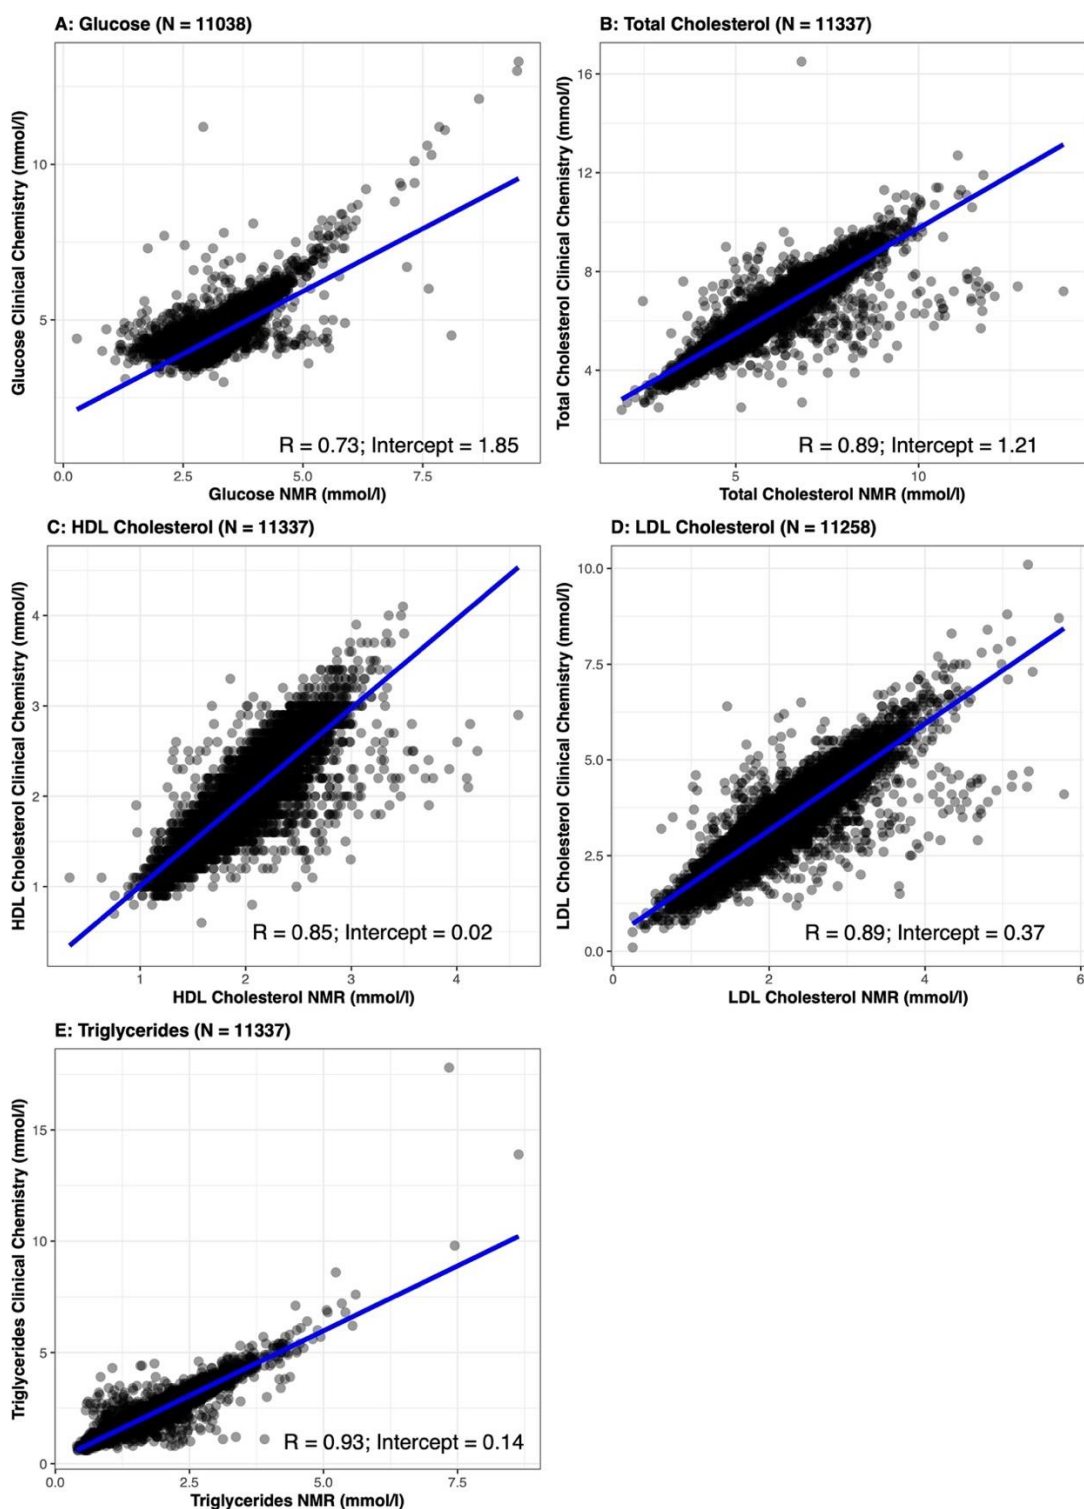 A: Glucose (N = 11038)
Glucose Clinical Chemistry (mmol/l)
10
5
R = 0.73; Intercept = 1.85
0.0 2.5 5.0 7.5
Glucose NMR (mmol/l)
B: Total Cholesterol (N = 11337)
Total Cholesterol Clinical Chemistry (mmol/l)
16
12
8
4
R = 0.89; Intercept = 1.21
5 10
Total Cholesterol NMR (mmol/l)
C: HDL Cholesterol (N = 11337)
HDL Cholesterol Clinical Chemistry (mmol/l)
4
3
2
1
R = 0.85; Intercept = 0.02
1 2 3 4
HDL Cholesterol NMR (mmol/l)
D: LDL Cholesterol (N = 11258)
LDL Cholesterol Clinical Chemistry (mmol/l)
10.0
7.5
5.0
2.5
0.0
R = 0.89; Intercept = 0.37
0 2 4 6
LDL Cholesterol NMR (mmol/l)
E: Triglycerides (N = 11337)
Triglycerides Clinical Chemistry (mmol/l)
15
10
5
0
R = 0.93; Intercept = 0.14
0.0 2.5 5.0 7.5
Triglycerides NMR (mmol/l)